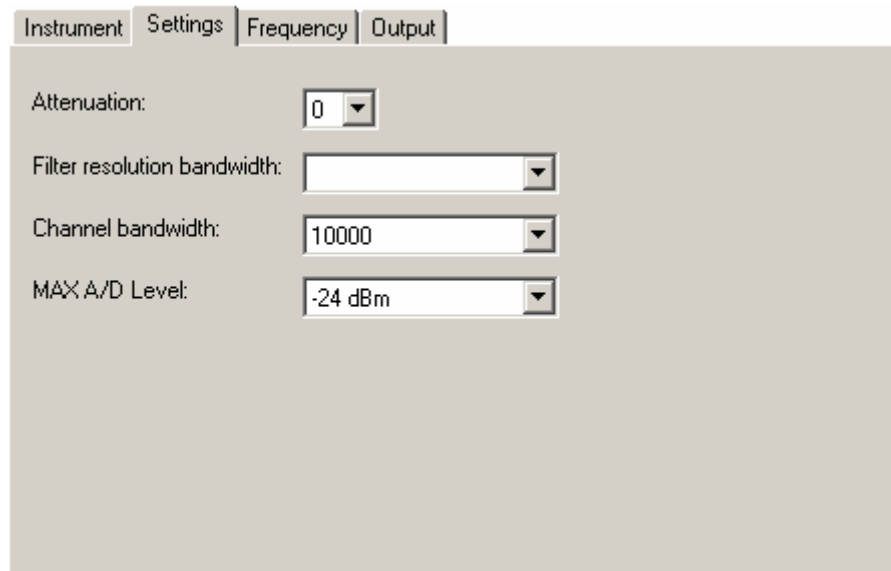 Instrument Settings Frequency Output
Attenuation: 0
Filter resolution bandwidth:
Channel bandwidth: 10000
MAX A/D Level: -24 dBm